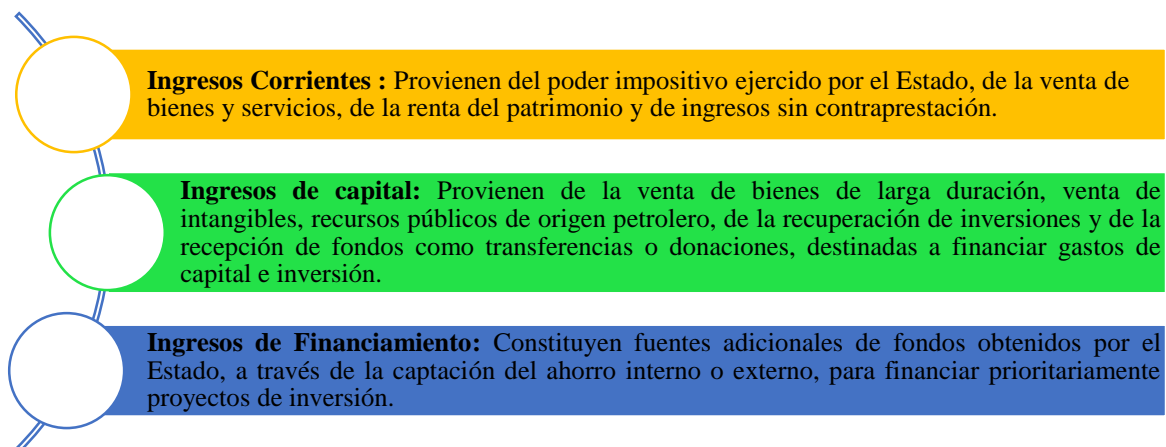 Ingresos Corrientes : Provienen del poder impositivo ejercido por el Estado, de la venta de
bienes y servicios, de la renta del patrimonio y de ingresos sin contraprestación.
Ingresos de capital: Provienen de la venta de bienes de larga duración, venta de
intangibles, recursos públicos de origen petrolero, de la recuperación de inversiones y de la
recepción de fondos como transferencias o donaciones, destinadas a financiar gastos de
capital e inversión.
Ingresos de Financiamiento: Constituyen fuentes adicionales de fondos obtenidos por el
Estado, a través de la captación del ahorro interno o externo, para financiar prioritariamente
proyectos de inversión.